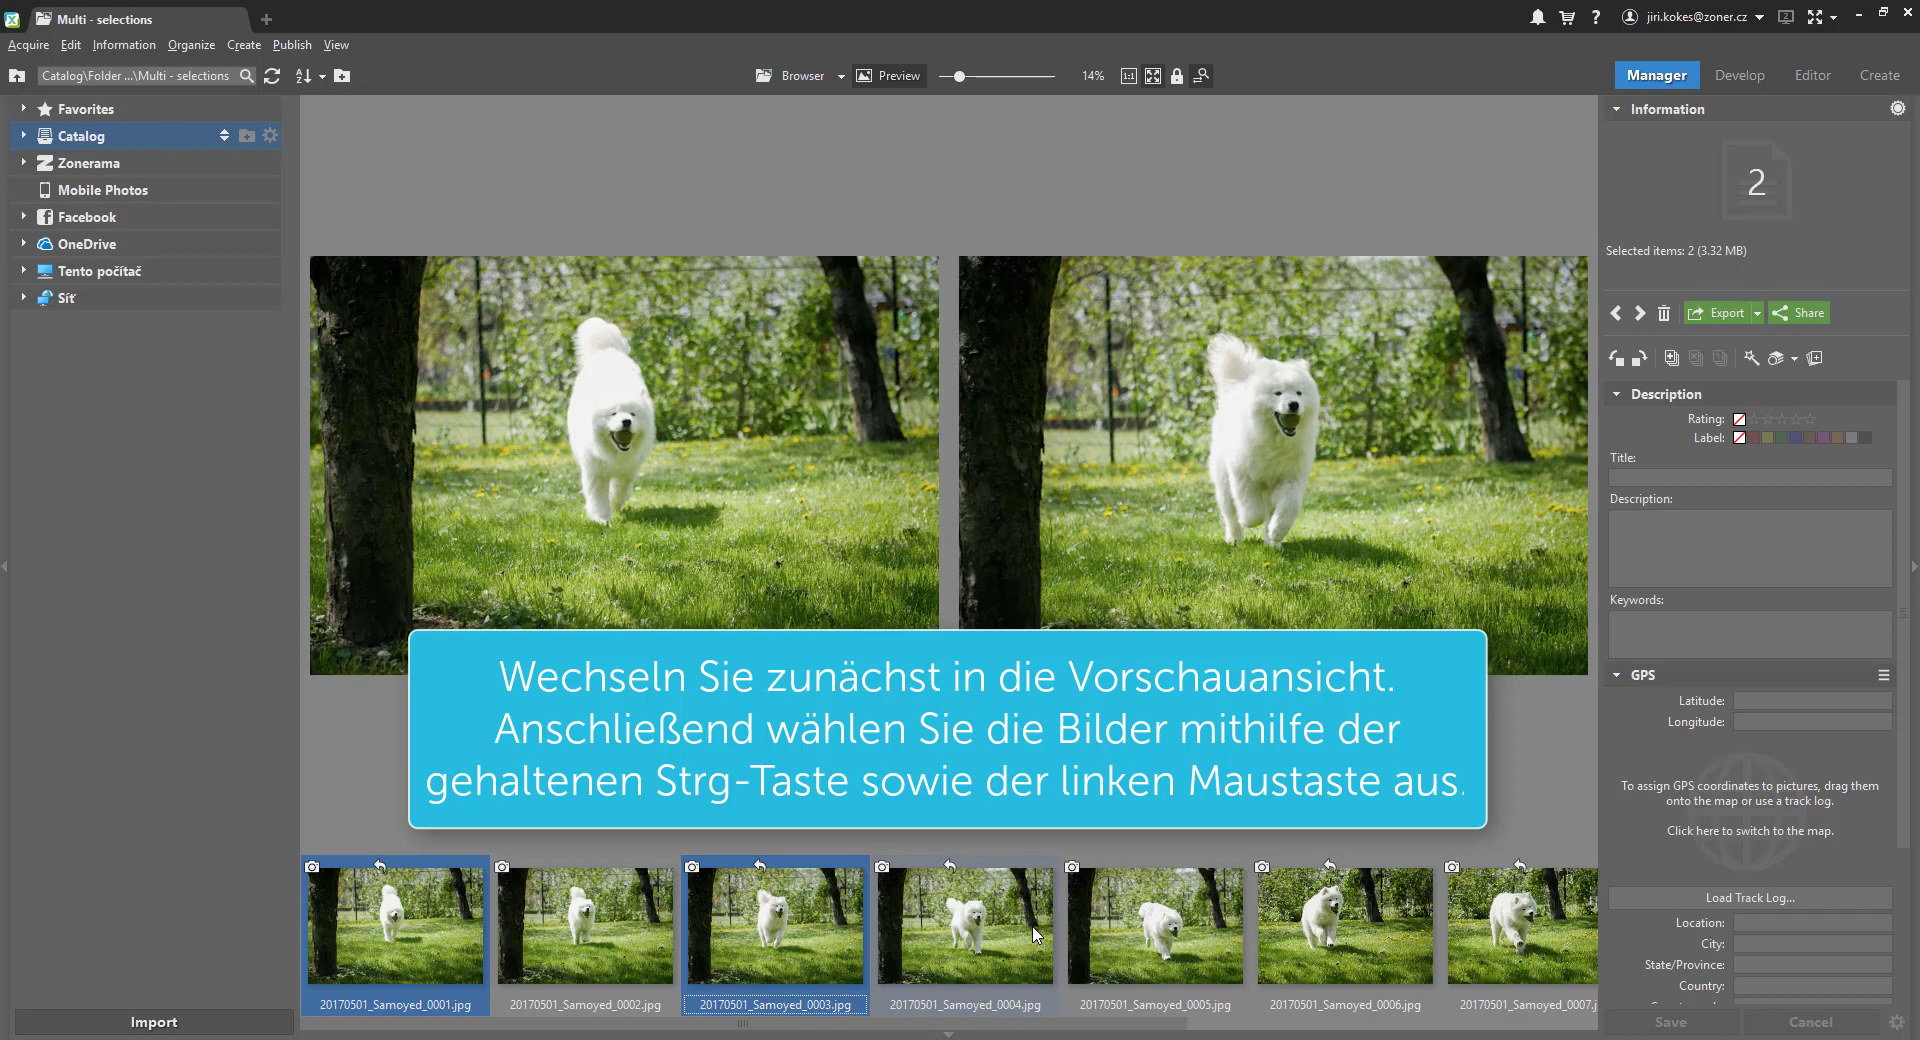 Multi - selections
jiri.kokes@zoner.cz
Acquire Edit Information Organize Create Publish View
Catalog\Folder ...\Multi - selections
Browser Preview 14% 1:1
Manager Develop Editor Create
Favorites
Catalog
Zonerama
Mobile Photos
Facebook
OneDrive
Tento počítač
Síť
Information
2
Selected items: 2 (3.32 MB)
Export Share
Description
Rating:
Label:
Title:
Description:
Keywords:
GPS
Latitude:
Longitude:
To assign GPS coordinates to pictures, drag them
onto the map or use a track log.
Click here to switch to the map.
Load Track Log...
Location:
City:
State/Province:
Country:
Save Cancel
Wechseln Sie zunächst in die Vorschauansicht.
Anschließend wählen Sie die Bilder mithilfe der
gehaltenen Strg-Taste sowie der linken Maustaste aus.
20170501_Samoyed_0001.jpg 20170501_Samoyed_0002.jpg 20170501_Samoyed_0003.jpg 20170501_Samoyed_0004.jpg 20170501_Samoyed_0005.jpg 20170501_Samoyed_0006.jpg 20170501_Samoyed_0007.j
Import